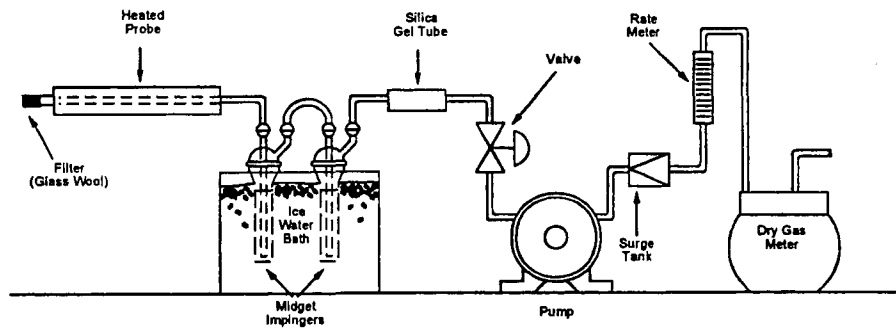 Heated
Probe
Silica
Gel Tube
Rate
Meter
Valve
Filter
(Glass Wool)
Ice
Water
Bath
Midget
Impingers
Pump
Surge
Tank
Dry Gas
Meter